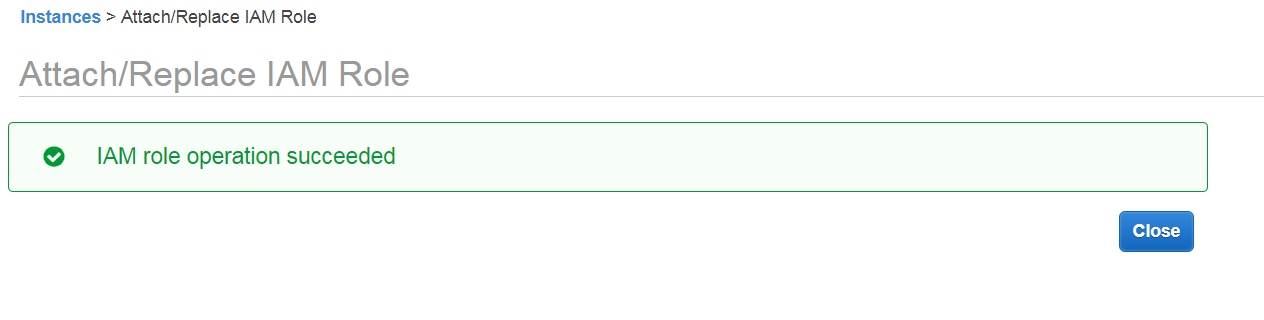 Instances > Attach/Replace IAM Role
Attach/Replace IAM Role
IAM role operation succeeded
Close